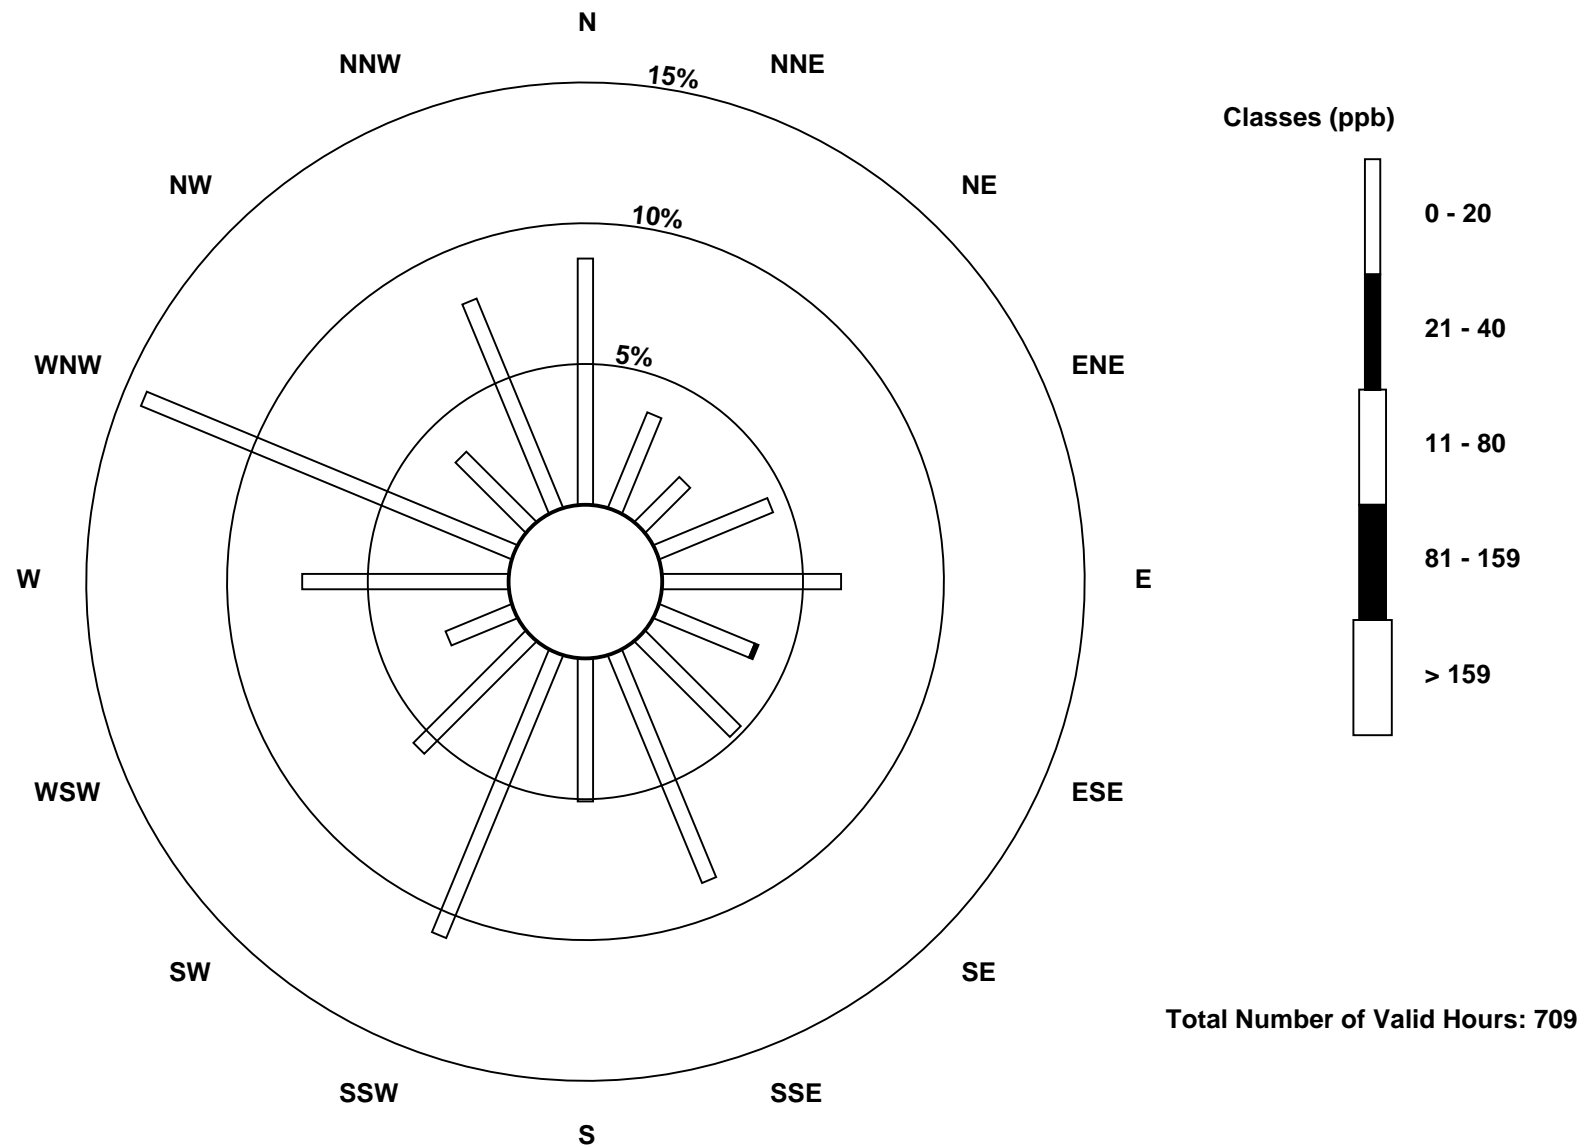 N
NNW
NNE
15%
Classes (ppb)
NW
NE
10%
0 - 20
21 - 40
5%
WNW
ENE
11 - 80
81 - 159
W
E
> 159
WSW
ESE
SW
SE
Total Number of Valid Hours: 709
SSW
SSE
S